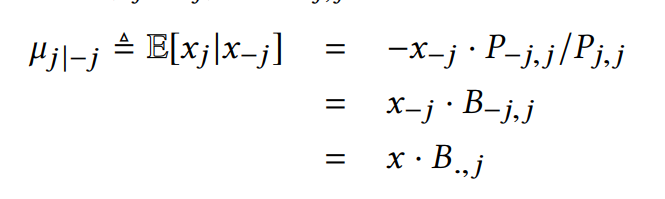 μ_{j|−j} ≜ 𝔼[x_j|x_{−j}] = −x_{−j} · P_{−j,j}/P_{j,j}
= x_{−j} · B_{−j,j}
= x · B_{.,j}